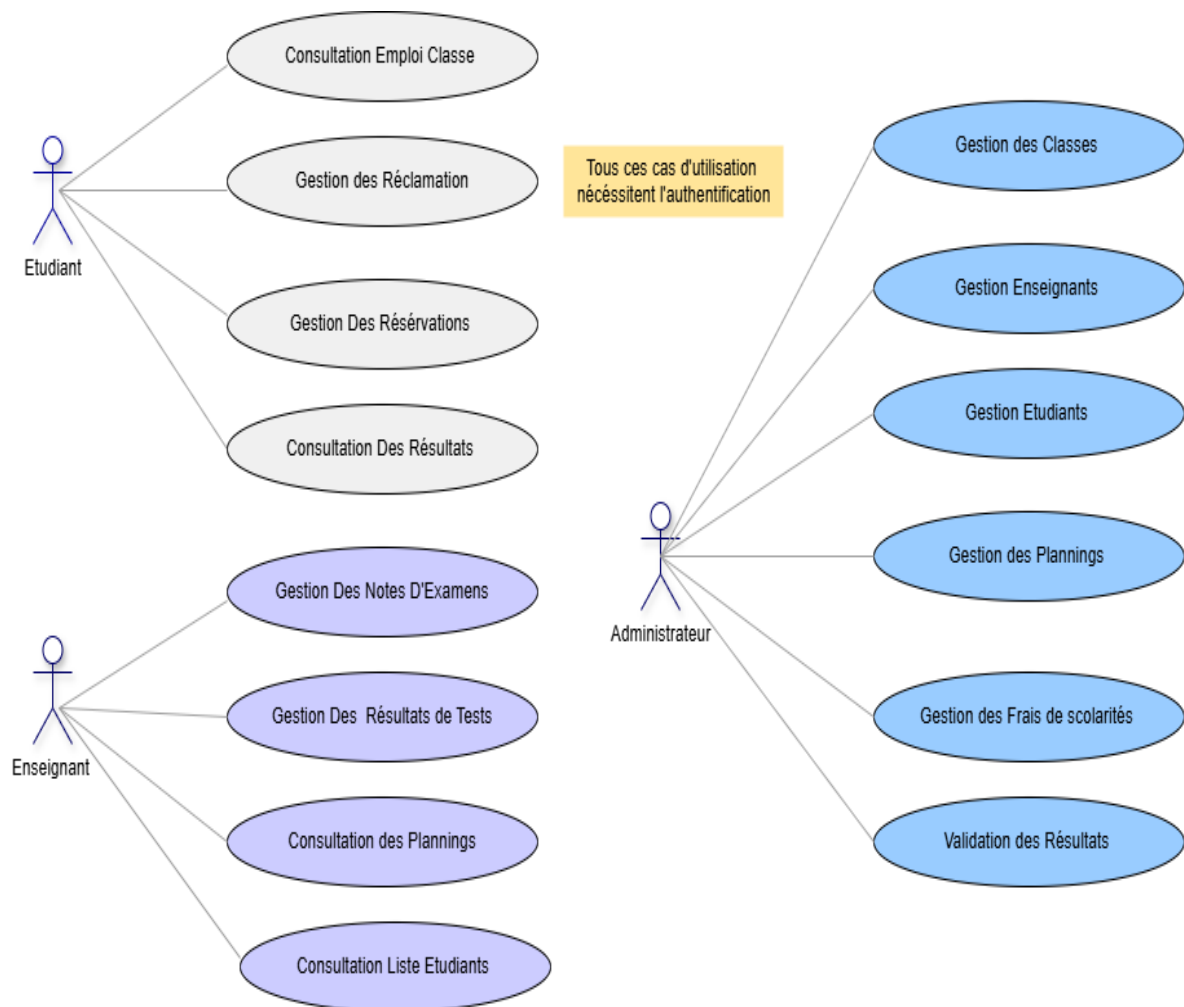 Consultation Emploi Classe
Gestion des Réclamation
Tous ces cas d'utilisation
nécéssitent l'authentification
Etudiant
Gestion Des Résérvations
Consultation Des Résultats
Gestion Des Notes D'Examens
Gestion Des Résultats de Tests
Enseignant
Consultation des Plannings
Consultation Liste Etudiants
Gestion des Classes
Gestion Enseignants
Gestion Etudiants
Gestion des Plannings
Administrateur
Gestion des Frais de scolarités
Validation des Résultats